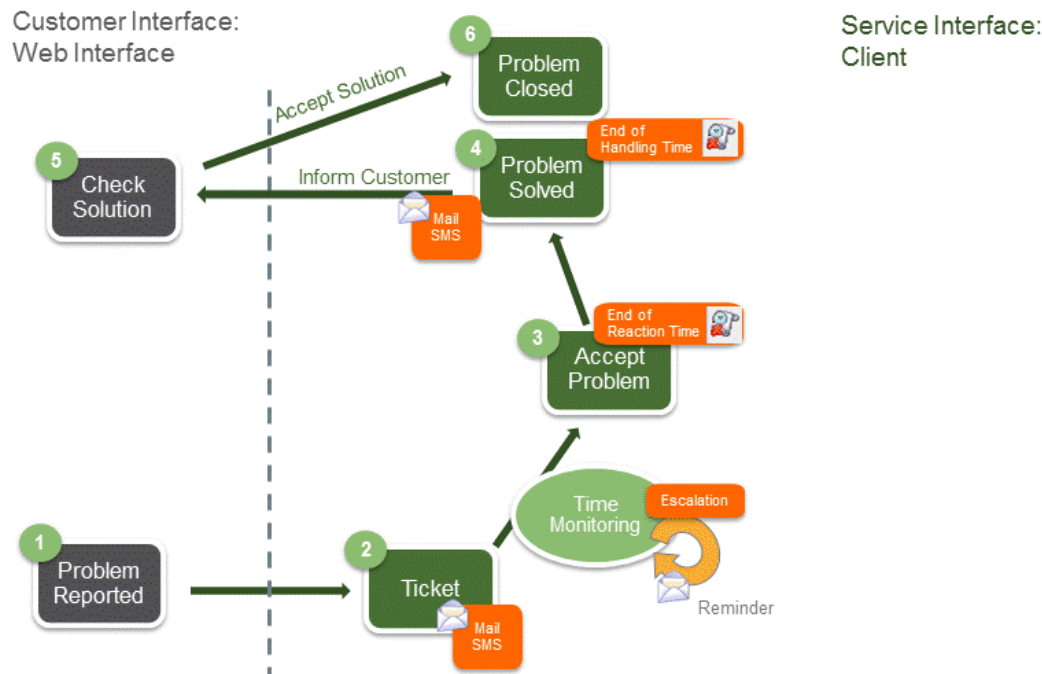 Customer Interface:
Web Interface
Service Interface:
Client
6
Problem
Closed
Accept Solution
End of
Handling Time
5
Check
Solution
4
Problem
Solved
Inform Customer
Mail
SMS
End of
Reaction Time
3
Accept
Problem
Time
Monitoring
Escalation
Reminder
1
Problem
Reported
2
Ticket
Mail
SMS